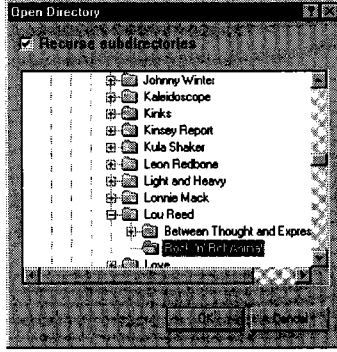 Open Directory
Recurse subdirectories
Johnny Winter
Kaleidoscope
Kinks
Kinsey Report
Kula Shaker
Leon Redbone
Light and Heavy
Lonnie Mack
Lou Reed
Between Thought and Expres
Rock 'n' Roll Animal
Love
OK
Cancel